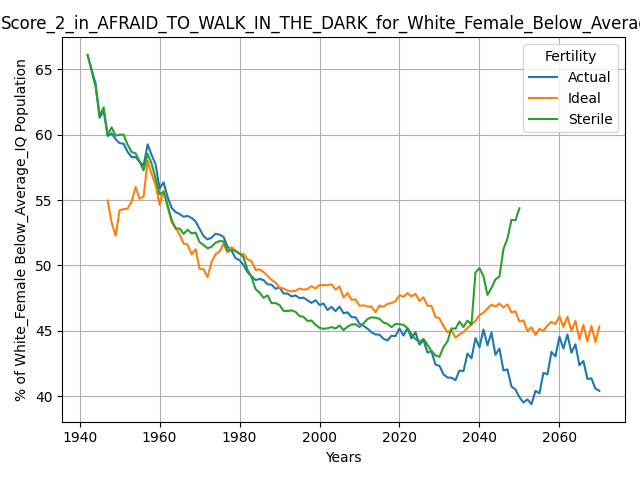 Score_2_in_AFRAID_TO_WALK_IN_THE_DARK_for_White_Female_Below_Avera
Fertility
Actual
Ideal
Sterile
% of White_Female Below_Average_IQ Population
65
60
55
50
45
40
1940
1960
1980
2000
2020
2040
2060
Years